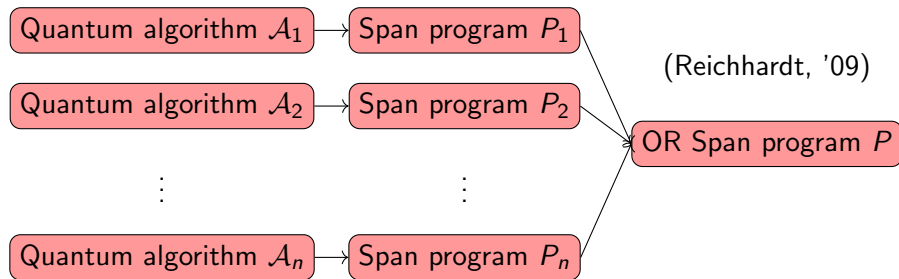 Quantum algorithm 𝒜₁
Span program P₁
(Reichhardt, '09)
Quantum algorithm 𝒜₂
Span program P₂
OR Span program P
⋮
⋮
Quantum algorithm 𝒜ₙ
Span program Pₙ